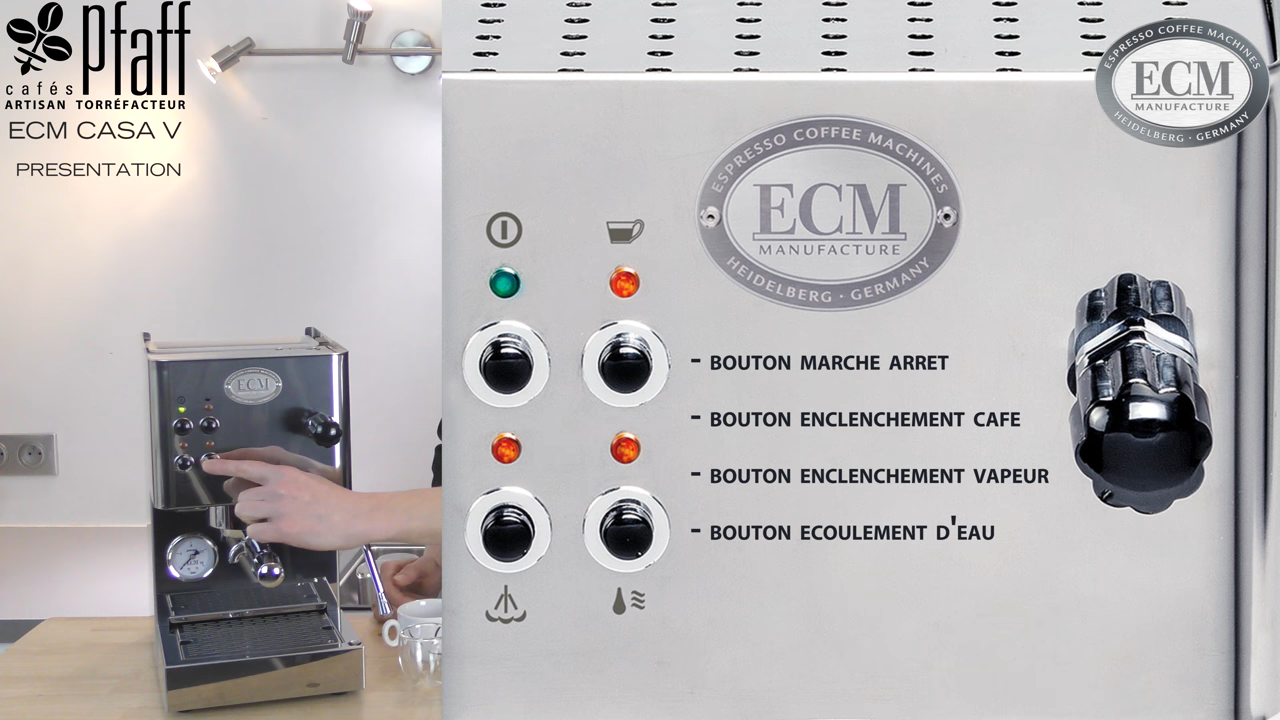 Pfaff
cafés
ARTISAN TORRÉFACTEUR
ECM CASA V
PRESENTATION
ESPRESSO COFFEE MACHINES
ECM
MANUFACTURE
HEIDELBERG · GERMANY
ESPRESSO COFFEE MACHINES
ECM
MANUFACTURE
HEIDELBERG · GERMANY
- BOUTON MARCHE ARRET
- BOUTON ENCLENCHEMENT CAFE
- BOUTON ENCLENCHEMENT VAPEUR
- BOUTON ECOULEMENT D'EAU
ECM